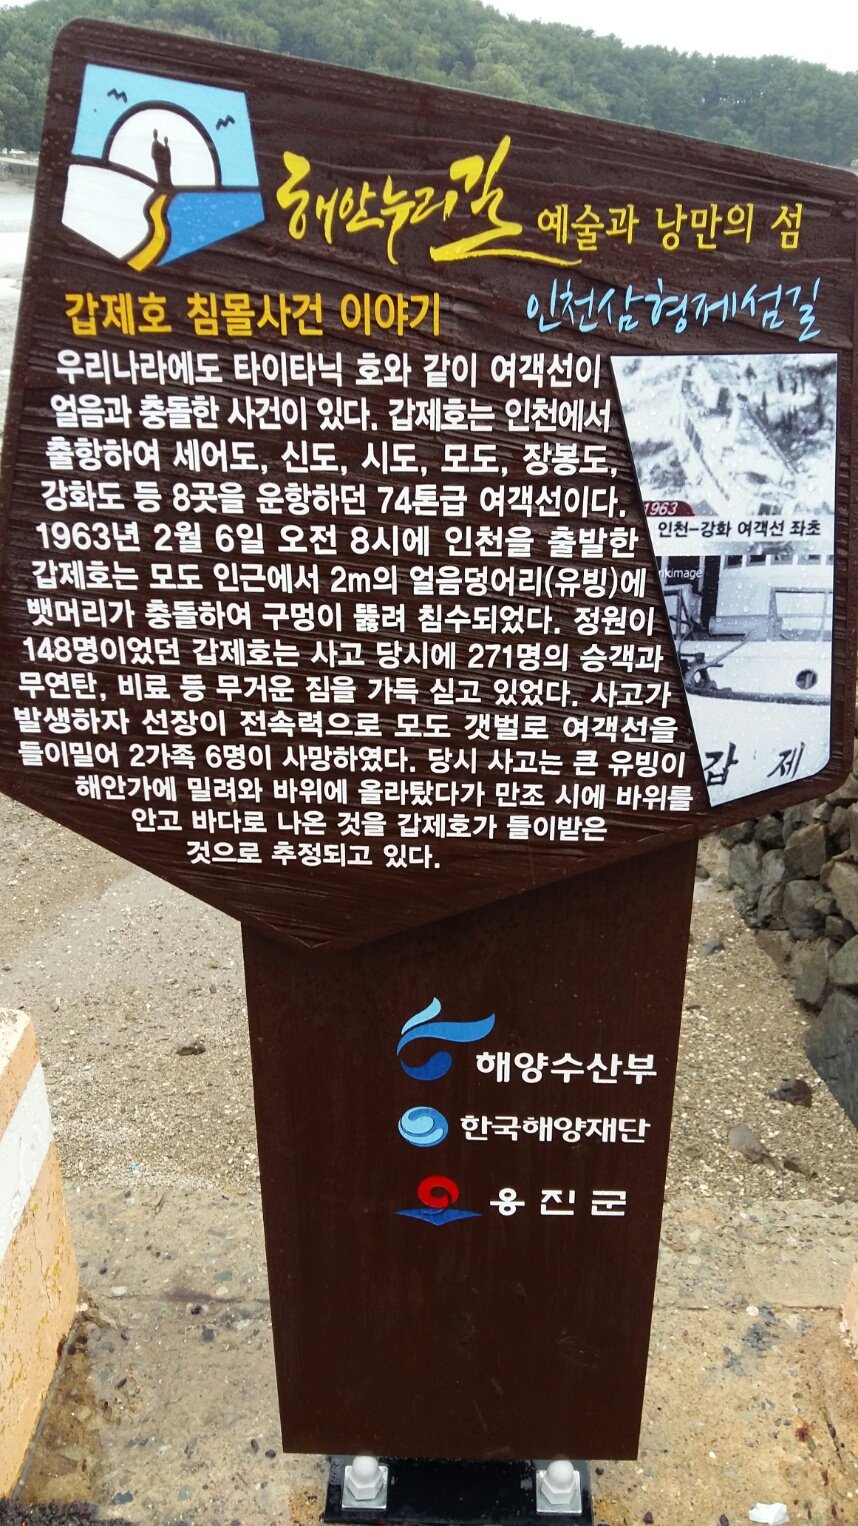 해안누리길 예술과 낭만의 섬
갑제호 침몰사건 이야기
인천삼형제섬길
우리나라에도 타이타닉 호와 같이 여객선이
얼음과 충돌한 사건이 있다. 갑제호는 인천에서
출항하여 세어도, 신도, 시도, 모도, 장봉도,
강화도 등 8곳을 운항하던 74톤급 여객선이다.
1963년 2월 6일 오전 8시에 인천을 출발한
갑제호는 모도 인근에서 2m의 얼음덩어리(유빙)에
뱃머리가 충돌하여 구멍이 뚫려 침수되었다. 정원이
148명이었던 갑제호는 사고 당시에 271명의 승객과
무연탄, 비료 등 무거운 짐을 가득 싣고 있었다. 사고가
발생하자 선장이 전속력으로 모도 갯벌로 여객선을
들이밀어 2가족 6명이 사망하였다. 당시 사고는 큰 유빙이
해안가에 밀려와 바위에 올라탔다가 만조 시에 바위를
안고 바다로 나온 것을 갑제호가 들이받은
것으로 추정되고 있다.
1963
인천-강화 여객선 좌초
nkimage
갑 제
해양수산부
한국해양재단
옹진군